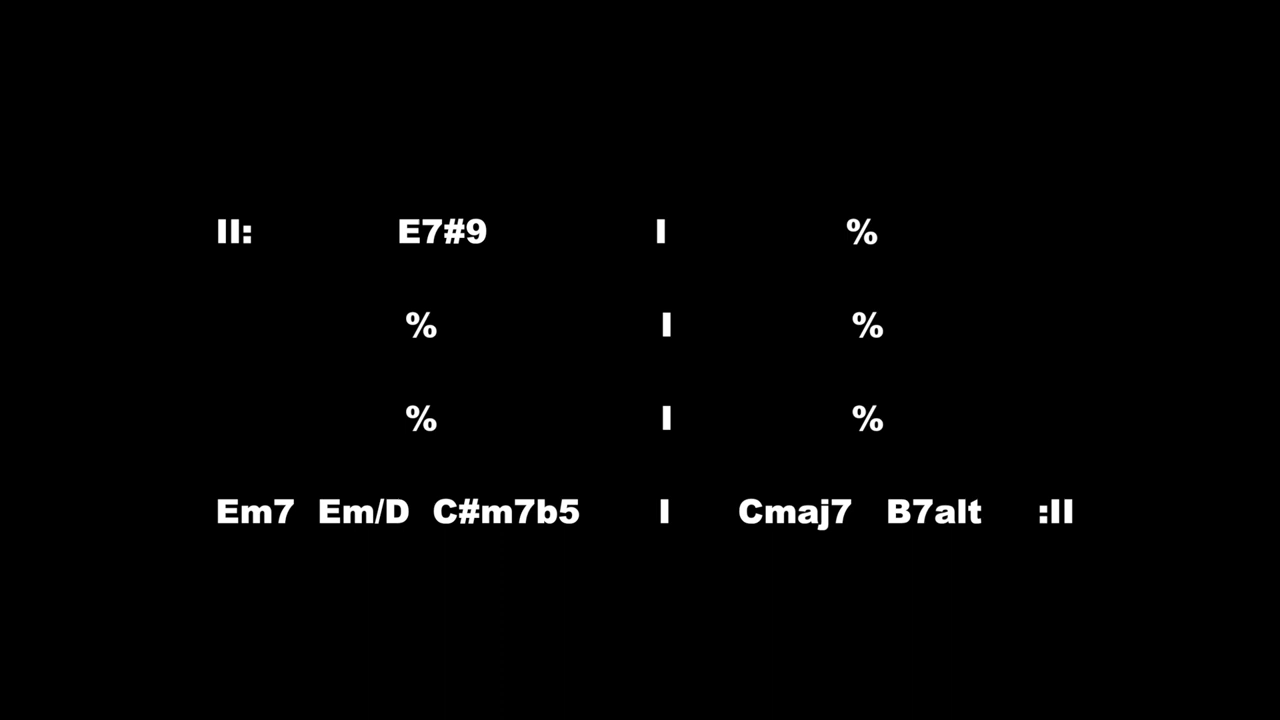 II: E7#9 I %
% I %
% I %
Em7 Em/D C#m7b5 I Cmaj7 B7alt :II